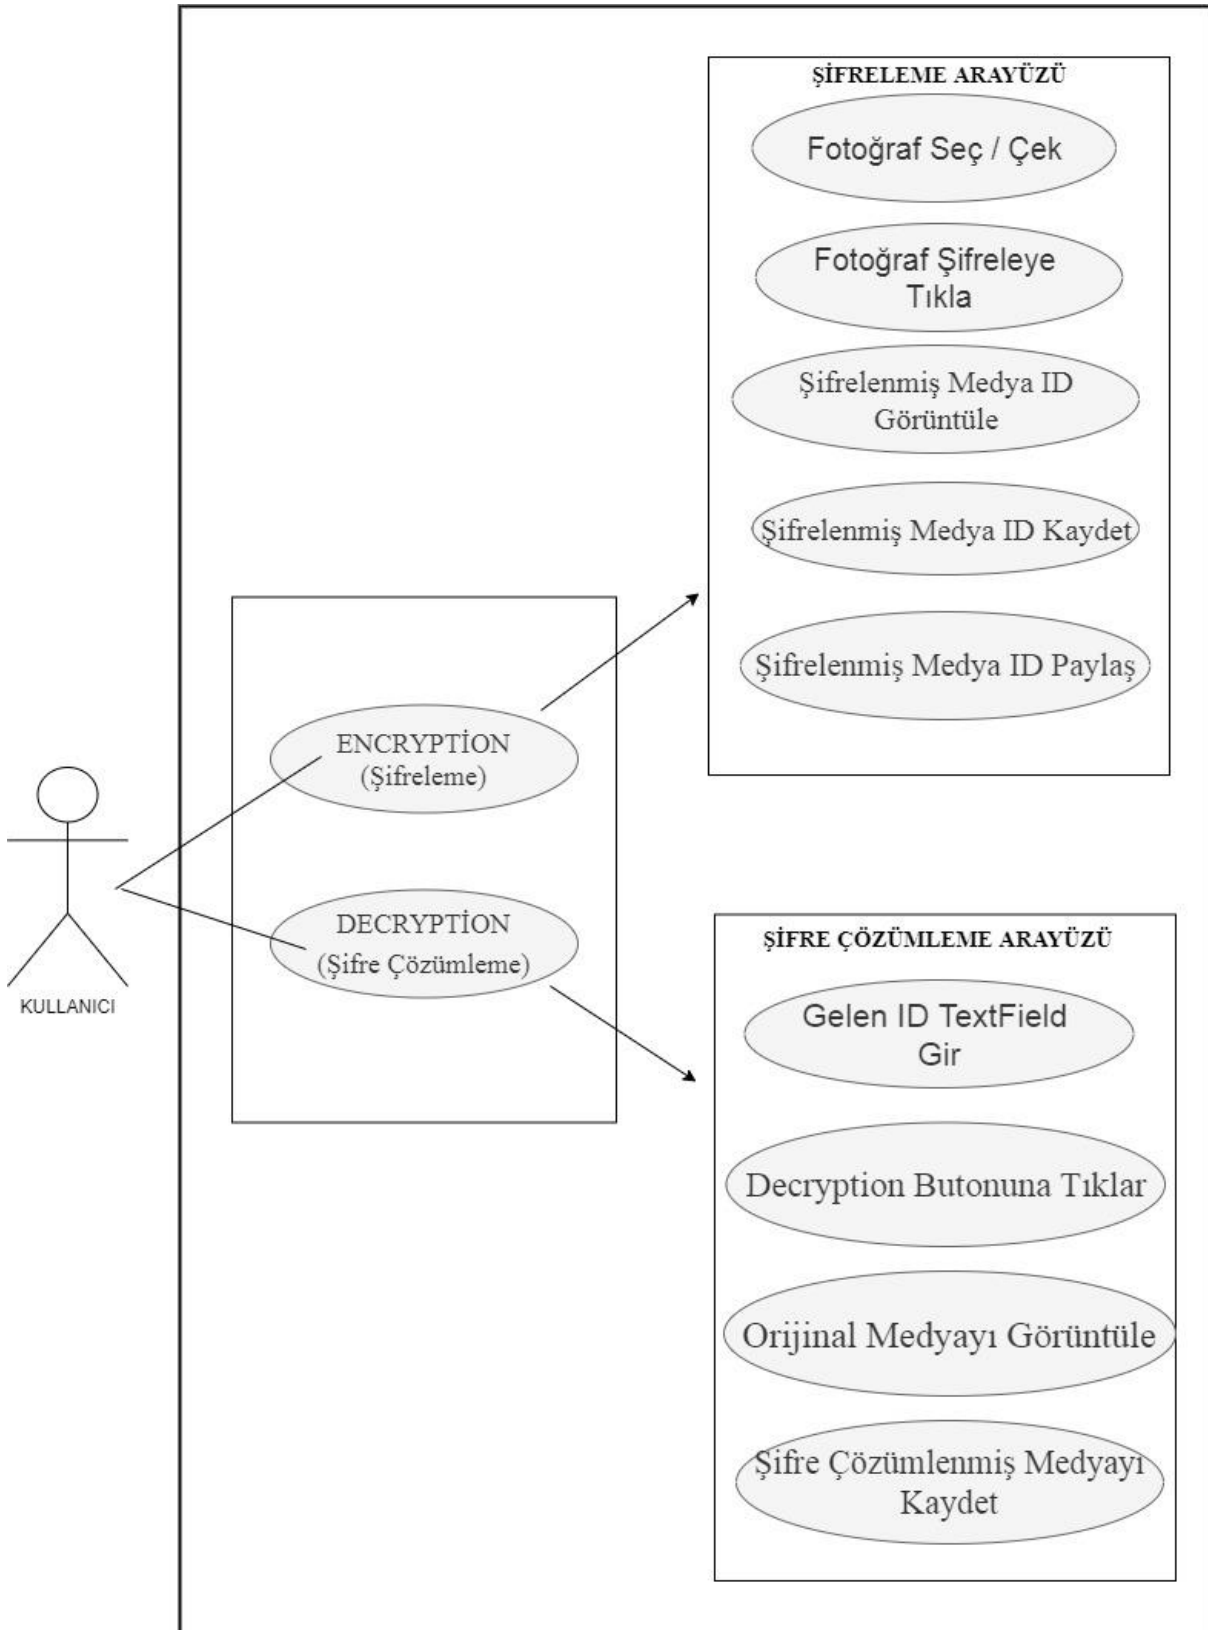 ŞİFRELEME ARAYÜZÜ
Fotoğraf Seç / Çek
Fotoğraf Şifreleye
Tıkla
Şifrelenmiş Medya ID
Görüntüle
Şifrelenmiş Medya ID Kaydet
Şifrelenmiş Medya ID Paylaş
ENCRYPTİON
(Şifreleme)
DECRYPTİON
(Şifre Çözümleme)
KULLANICI
ŞİFRE ÇÖZÜMLEME ARAYÜZÜ
Gelen ID TextField
Gir
Decryption Butonuna Tıklar
Orijinal Medyayı Görüntüle
Şifre Çözümlenmiş Medyayı
Kaydet